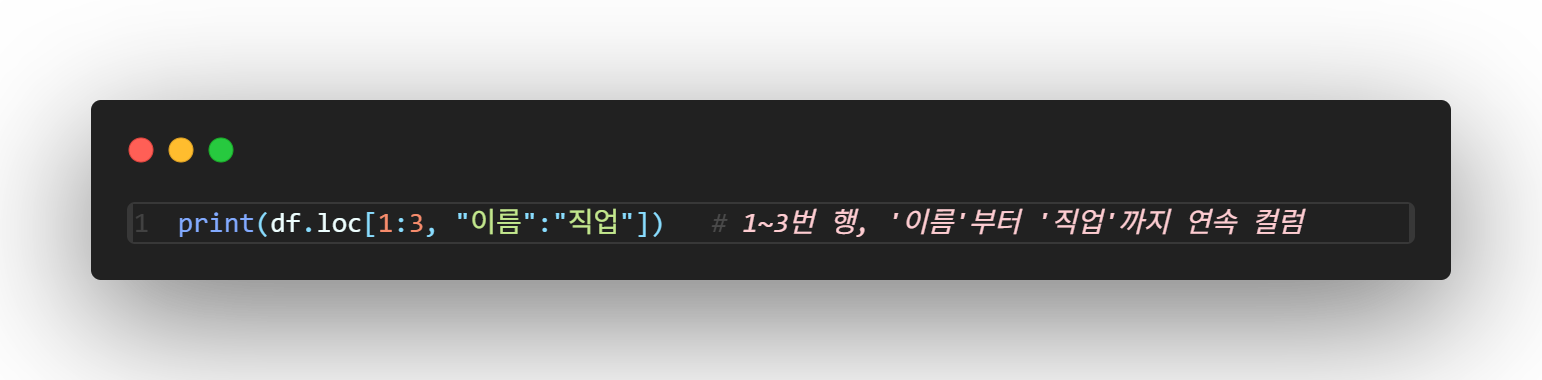 1 print(df.loc[1:3, "이름":"직업"]) # 1~3번 행, '이름'부터 '직업'까지 연속 컬럼